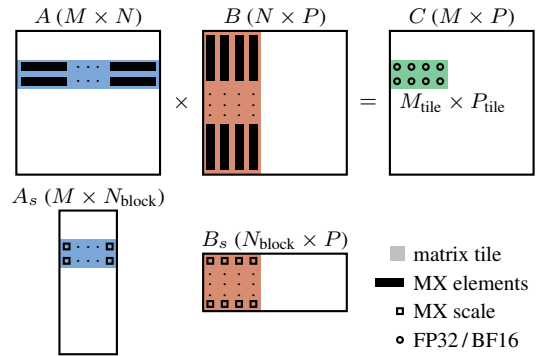 A (M × N)
B (N × P)
C (M × P)
×
=
M_tile × P_tile
A_s (M × N_block)
B_s (N_block × P)
matrix tile
MX elements
MX scale
FP32 / BF16